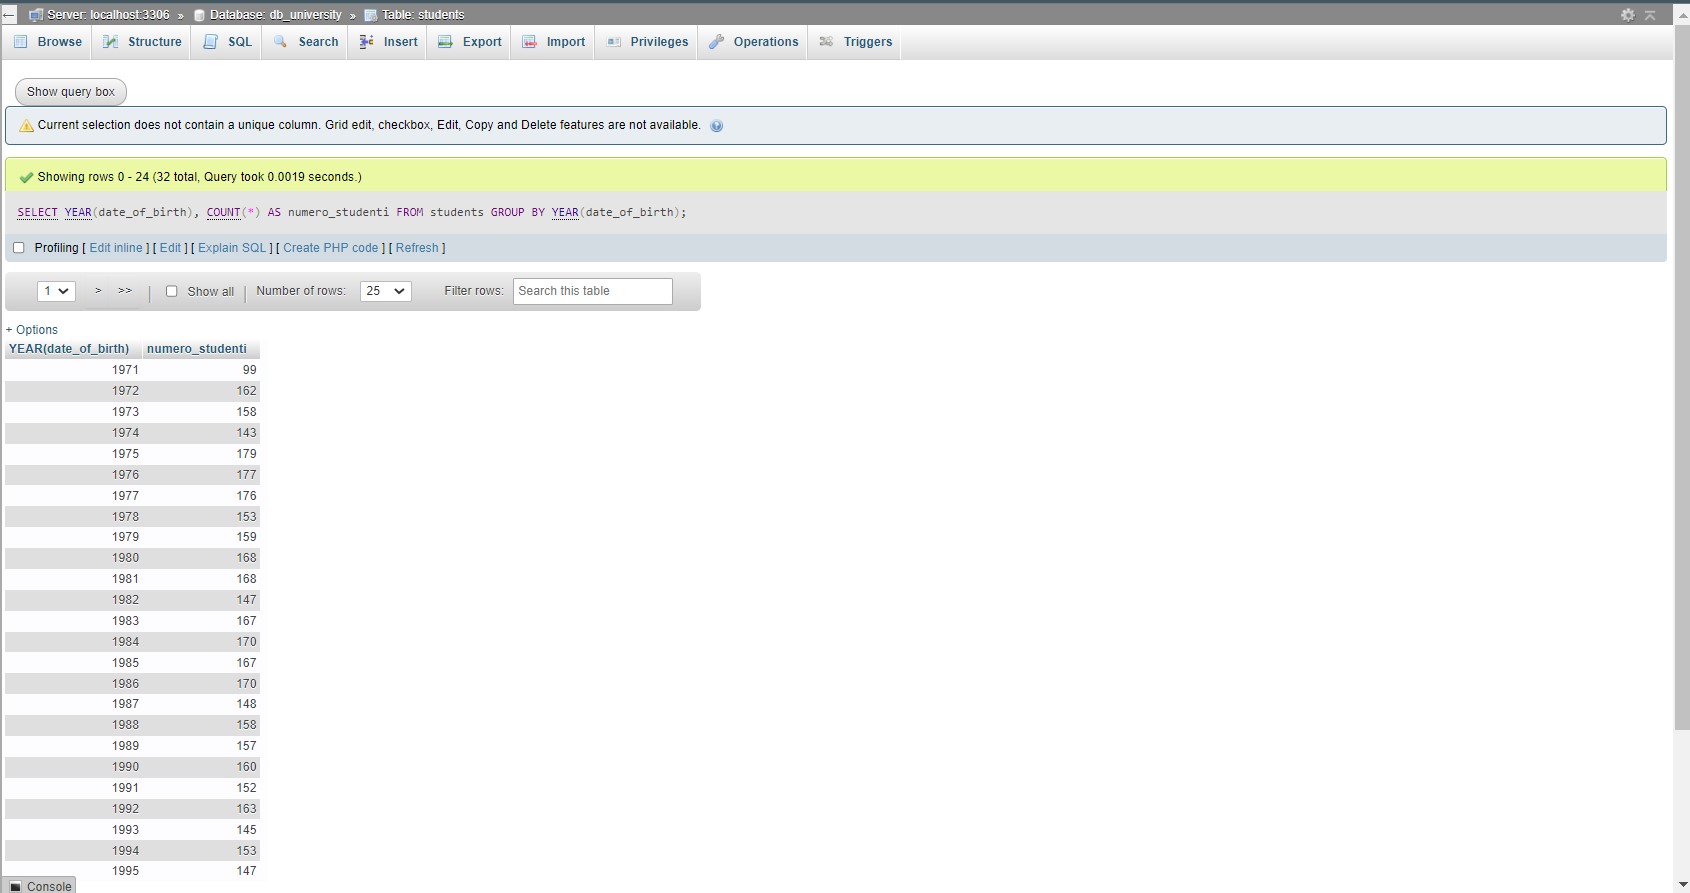 Server: localhost:3306 » Database: db_university » Table: students
Browse Structure SQL Search Insert Export Import Privileges Operations Triggers
Show query box
Current selection does not contain a unique column. Grid edit, checkbox, Edit, Copy and Delete features are not available.
Showing rows 0 - 24 (32 total, Query took 0.0019 seconds.)
SELECT YEAR(date_of_birth), COUNT(*) AS numero_studenti FROM students GROUP BY YEAR(date_of_birth);
Profiling [ Edit inline ] [ Edit ] [ Explain SQL ] [ Create PHP code ] [ Refresh ]
1 > >> | Show all | Number of rows: 25 Filter rows: Search this table
+ Options
YEAR(date_of_birth) numero_studenti
1971 99
1972 162
1973 158
1974 143
1975 179
1976 177
1977 176
1978 153
1979 159
1980 168
1981 168
1982 147
1983 167
1984 170
1985 167
1986 170
1987 148
1988 158
1989 157
1990 160
1991 152
1992 163
1993 145
1994 153
1995 147
Console